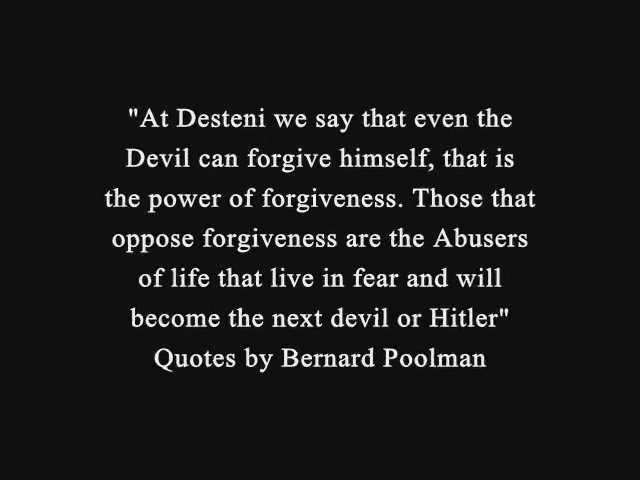 "At Desteni we say that even the
Devil can forgive himself, that is
the power of forgiveness. Those that
oppose forgiveness are the Abusers
of life that live in fear and will
become the next devil or Hitler"
Quotes by Bernard Poolman